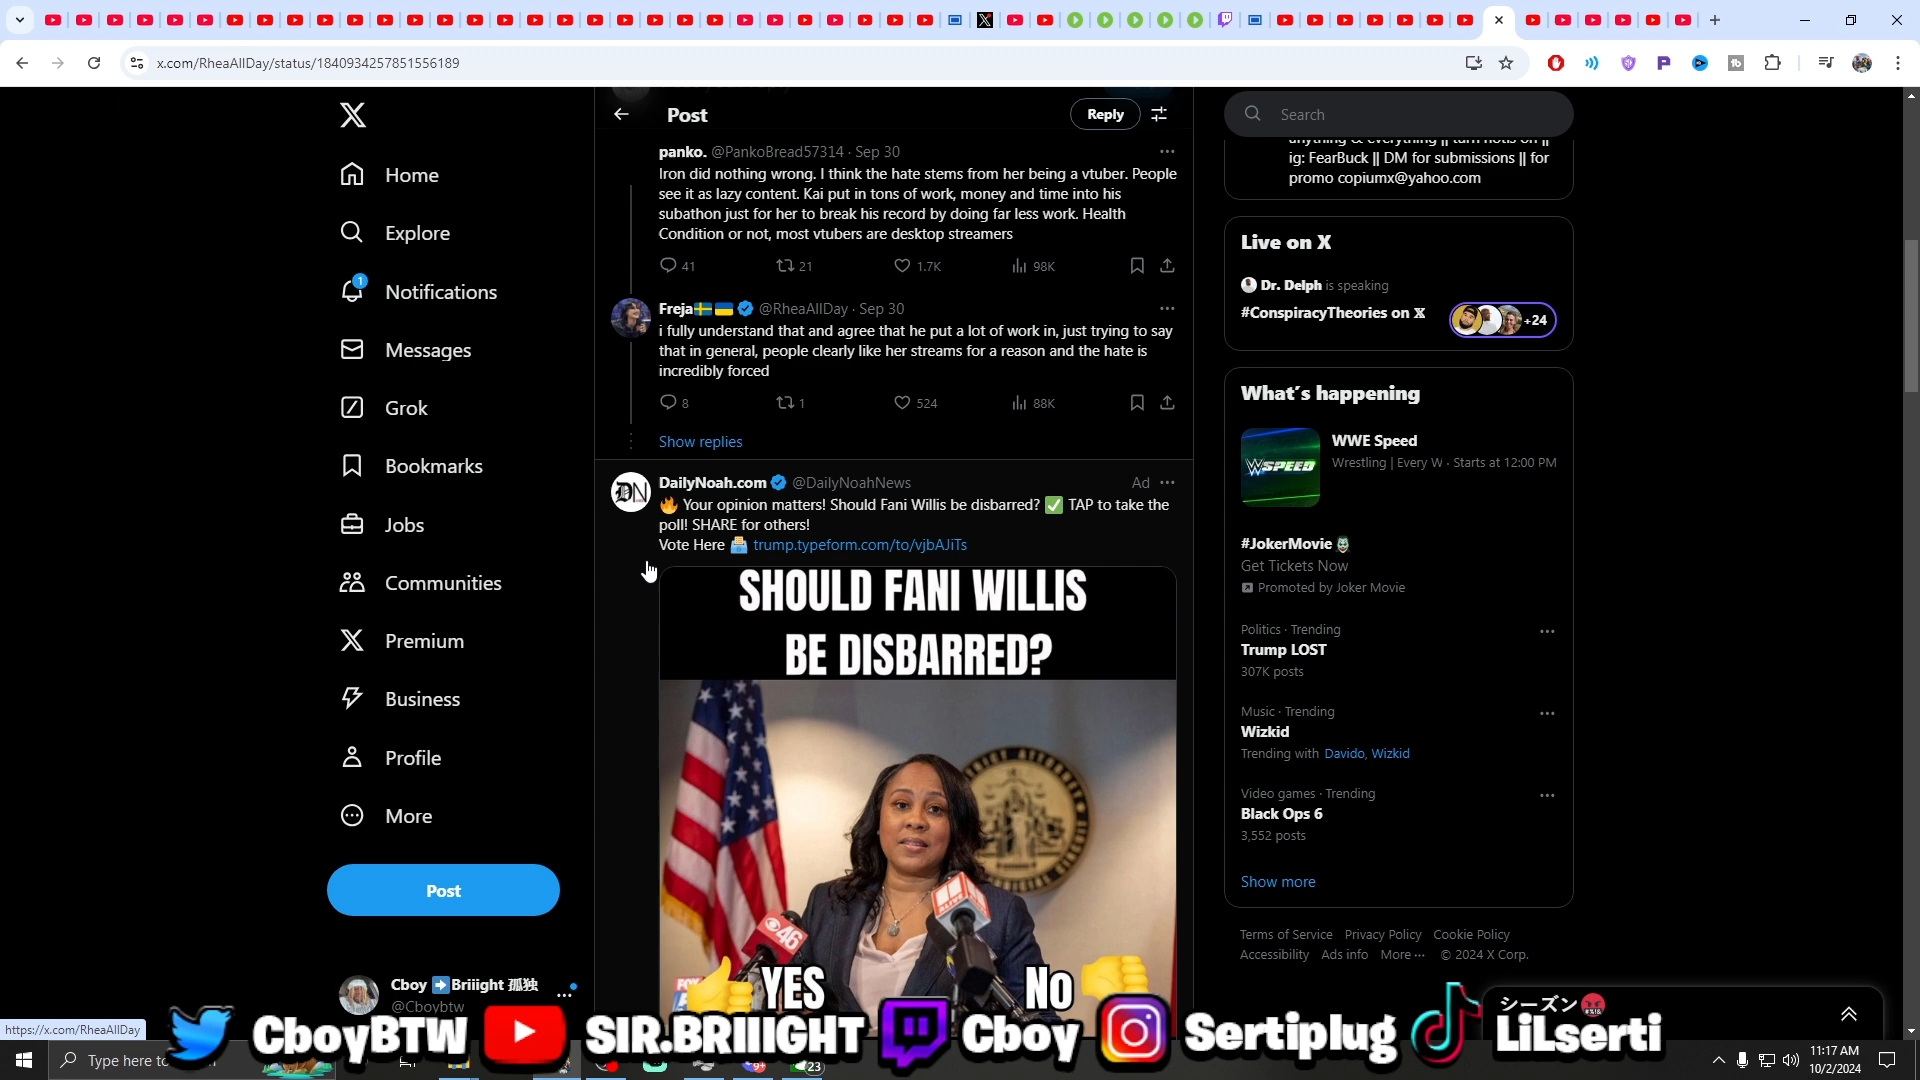 x.com/RheaAllDay/status/1840934257851556189
Home
Explore
1
Notifications
Messages
Grok
Bookmarks
Jobs
Communities
Premium
Business
Profile
More
Post
Cboy ➡️Briiight 孤独
@Cboybtw
Post
Reply
panko. @PankoBread57314 · Sep 30
Iron did nothing wrong. I think the hate stems from her being a vtuber. People
see it as lazy content. Kai put in tons of work, money and time into his
subathon just for her to break his record by doing far less work. Health
Condition or not, most vtubers are desktop streamers
41 21 1.7K 98K
Freja🇸🇪🇺🇦 @RheaAllDay · Sep 30
i fully understand that and agree that he put a lot of work in, just trying to say
that in general, people clearly like her streams for a reason and the hate is
incredibly forced
8 1 524 88K
Show replies
DailyNoah.com @DailyNoahNews Ad
🔥 Your opinion matters! Should Fani Willis be disbarred? ✅ TAP to take the
poll! SHARE for others!
Vote Here 🗳️ trump.typeform.com/to/vjbAJiTs
DN
SHOULD FANI WILLIS
BE DISBARRED?
CBS46
YES
No
Search
ig: FearBuck || DM for submissions || for
promo copiumx@yahoo.com
Live on X
Dr. Delph is speaking
#ConspiracyTheories on X
+24
What's happening
WWE Speed
Wrestling | Every W · Starts at 12:00 PM
SPEED
#JokerMovie
Get Tickets Now
Promoted by Joker Movie
Politics · Trending
Trump LOST
307K posts
Music · Trending
Wizkid
Trending with Davido, Wizkid
Video games · Trending
Black Ops 6
3,552 posts
Show more
Terms of Service Privacy Policy Cookie Policy
Accessibility Ads info More ··· © 2024 X Corp.
シーズン🤬
https://x.com/RheaAllDay
CboyBTW SIR.BRIIIGHT Cboy Sertiplug LiLserti
Type here to
9+
23
11:17 AM
10/2/2024